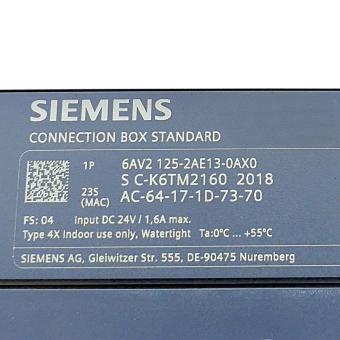 SIEMENS
CONNECTION BOX STANDARD
1P 6AV2 125-2AE13-0AX0
S C-K6TM2160 2018
23S (MAC) AC-64-17-1D-73-70
FS: 04 Input DC 24V / 1,6A max.
Type 4X Indoor use only, Watertight Ta:0°C ... +55°C
SIEMENS AG, Gleiwitzer Str. 555, DE-90475 Nuremberg